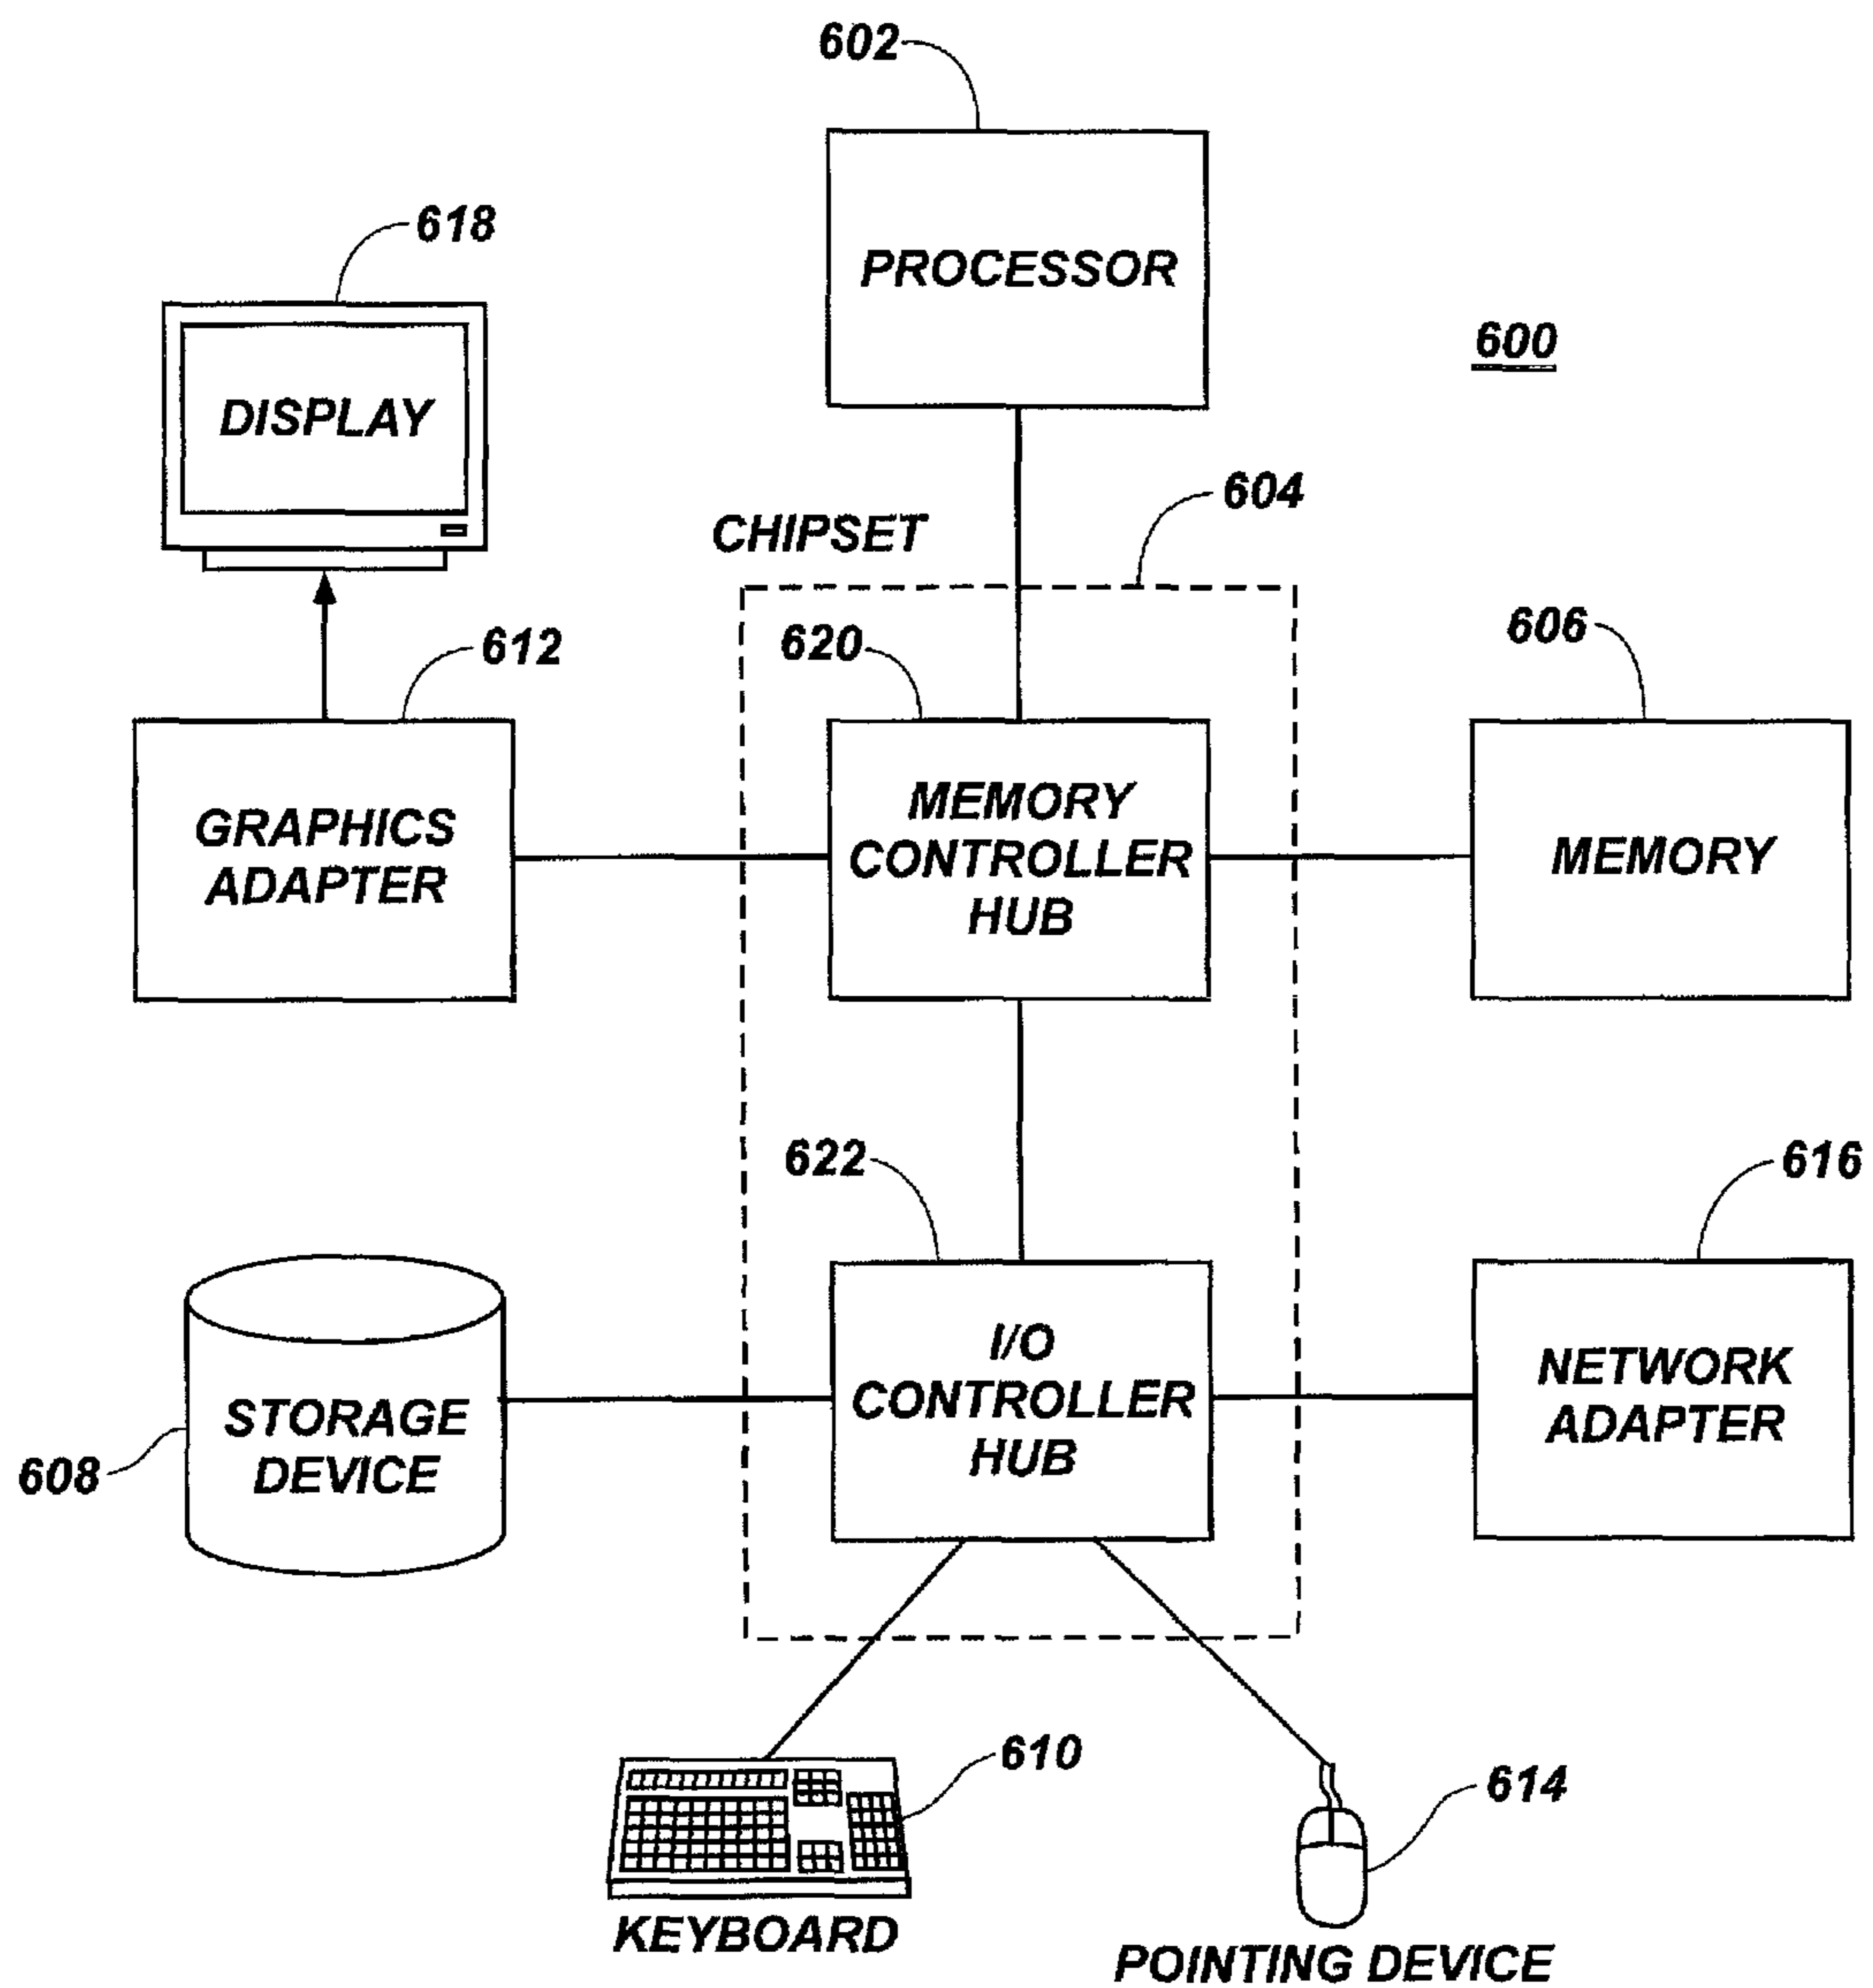 602
PROCESSOR
618
600
DISPLAY
604
CHIPSET
612
620
606
GRAPHICS
ADAPTER
MEMORY
CONTROLLER
HUB
MEMORY
622
616
608
STORAGE
DEVICE
I/O
CONTROLLER
HUB
NETWORK
ADAPTER
610
KEYBOARD
614
POINTING DEVICE